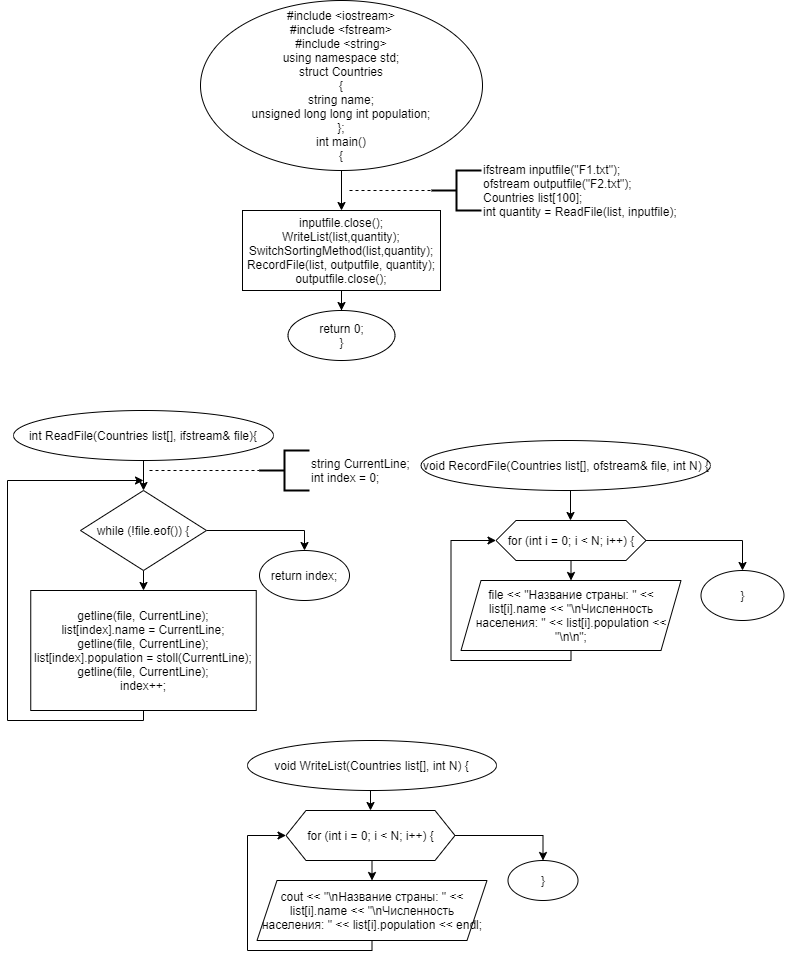 #include <iostream>
#include <fstream>
#include <string>
using namespace std;
struct Countries
{
string name;
unsigned long long int population;
};
int main()
{
ifstream inputfile("F1.txt");
ofstream outputfile("F2.txt");
Countries list[100];
int quantity = ReadFile(list, inputfile);
inputfile.close();
WriteList(list,quantity);
SwitchSortingMethod(list,quantity);
RecordFile(list, outputfile, quantity);
outputfile.close();
return 0;
}
int ReadFile(Countries list[], ifstream& file){
string CurrentLine;
int index = 0;
while (!file.eof()) {
return index;
getline(file, CurrentLine);
list[index].name = CurrentLine;
getline(file, CurrentLine);
list[index].population = stoll(CurrentLine);
getline(file, CurrentLine);
index++;
void RecordFile(Countries list[], ofstream& file, int N) {
for (int i = 0; i < N; i++) {
}
file << "Название страны: " <<
list[i].name << "\nЧисленность
населения: " << list[i].population <<
"\n\n";
void WriteList(Countries list[], int N) {
for (int i = 0; i < N; i++) {
}
cout << "\nНазвание страны: " <<
list[i].name << "\nЧисленность
населения: " << list[i].population << endl;